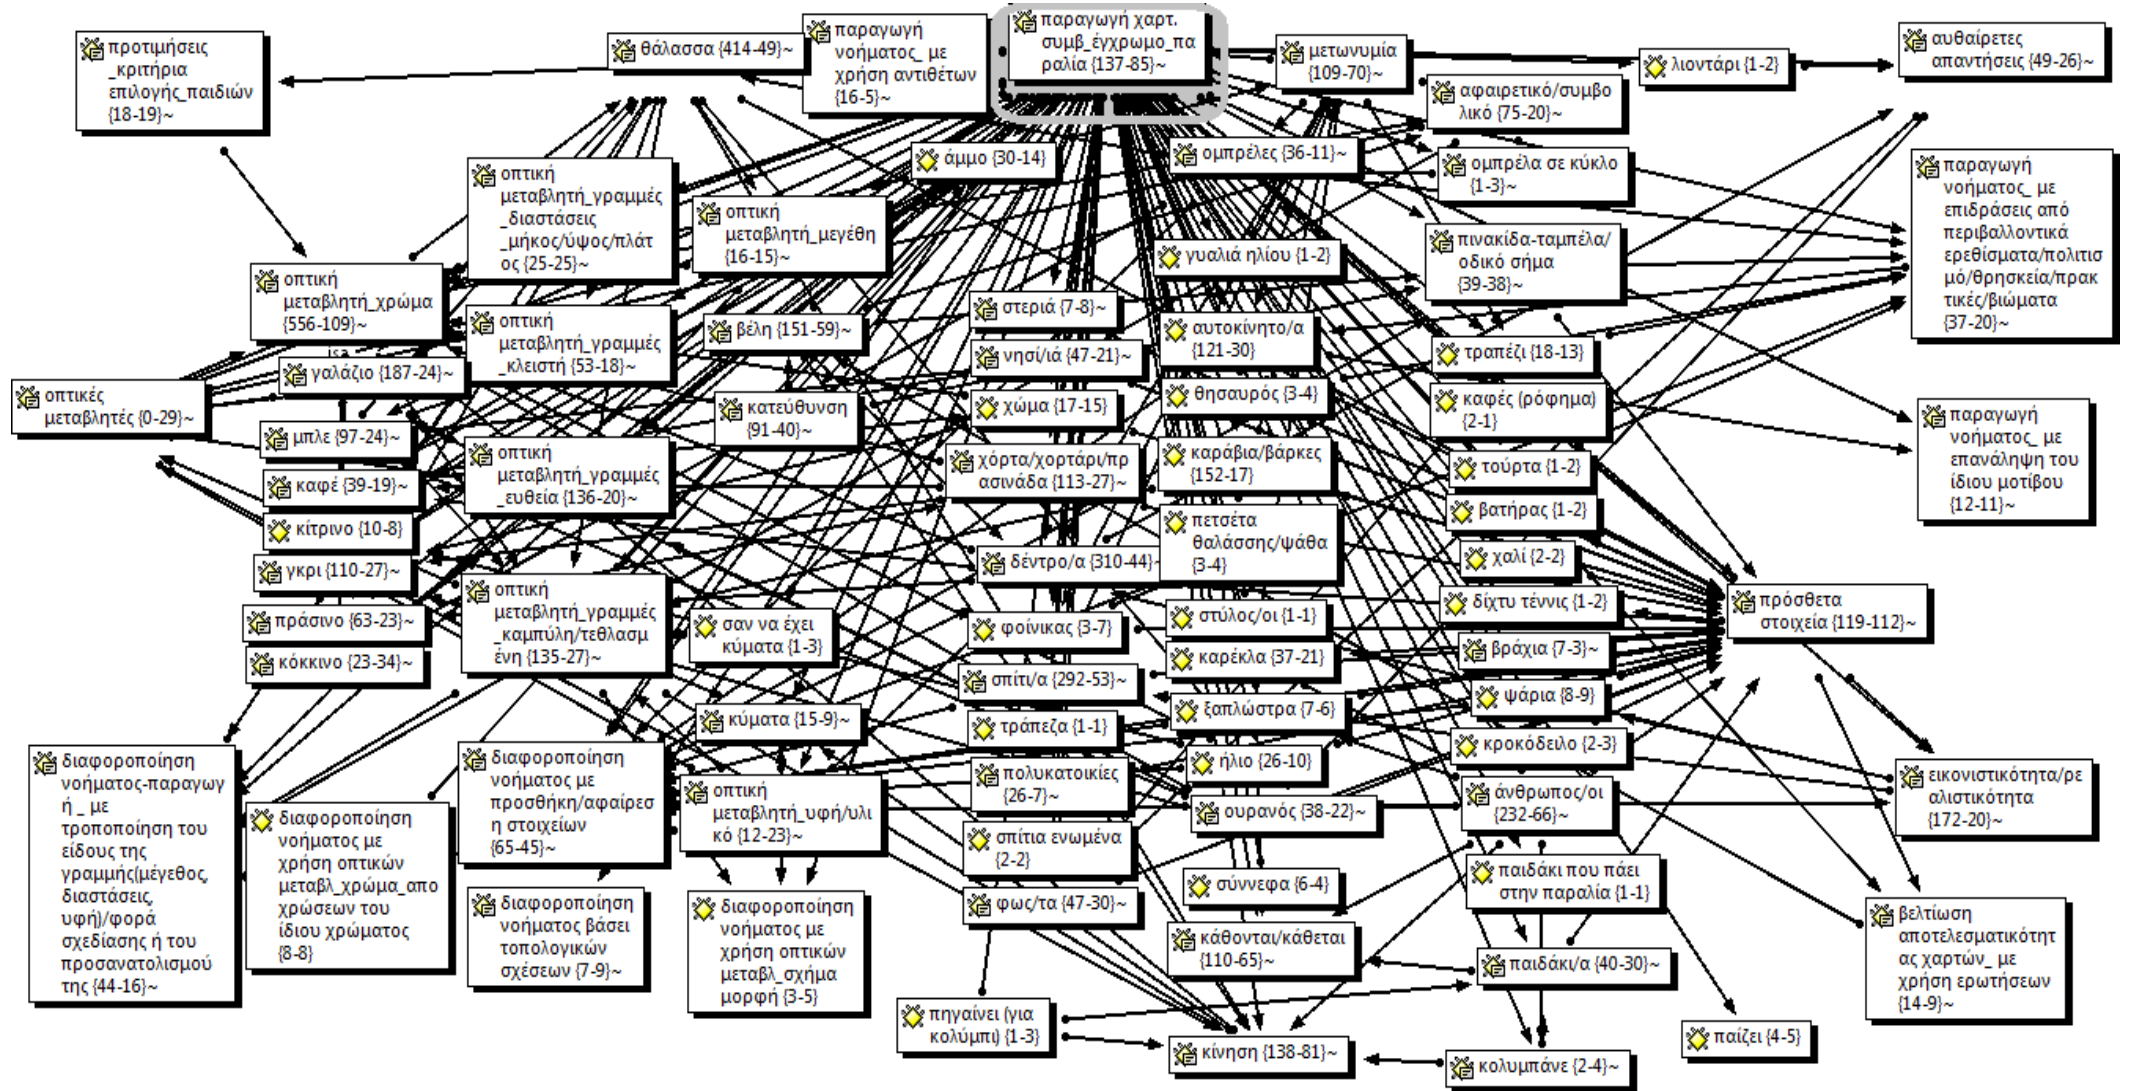 προτιμήσεις
_κριτήρια
επιλογής_παιδιών
{18-19}~
θάλασσα {414-49}~
παραγωγή
νοήματος_ με
χρήση αντιθέτων
{16-5}~
παραγωγή χαρτ.
συμβ_έγχρωμο_πα
ραλία {137-85}~
μετωνυμία
{109-70}~
λιοντάρι {1-2}
αυθαίρετες
απαντήσεις {49-26}~
αφαιρετικό/συμβο
λικό {75-20}~
οπτική
μεταβλητή_γραμμές
_διαστάσεις
_μήκος/ύψος/πλάτ
ος {25-25}~
άμμο {30-14}
ομπρέλες {36-11}~
ομπρέλα σε κύκλο
{1-3}~
παραγωγή
νοήματος_ με
επιδράσεις από
περιβαλλοντικά
ερεθίσματα/πολιτισ
μό/θρησκεία/πρακ
τικές/βιώματα
{37-20}~
οπτική
μεταβλητή_μεγέθη
{16-15}~
γυαλιά ηλίου {1-2}
πινακίδα-ταμπέλα/
οδικό σήμα
{39-38}~
οπτική
μεταβλητή_χρώμα
{556-109}~
οπτική
μεταβλητή_γραμμές
_κλειστή {53-18}~
βέλη {151-59}~
στεριά {7-8}~
αυτοκίνητο/α
{121-30}
τραπέζι {18-13}
νησί/ιά {47-21}~
γαλάζιο {187-24}~
οπτικές
μεταβλητές {0-29}~
κατεύθυνση
{91-40}~
χώμα {17-15}
θησαυρός {3-4}~
καφές (ρόφημα)
{2-1}
παραγωγή
νοήματος_ με
επανάληψη του
ίδιου μοτίβου
{12-11}~
μπλε {97-24}~
οπτική
μεταβλητή_γραμμές
_ευθεία {136-20}~
χόρτα/χορτάρι/πρ
ασινάδα {113-27}~
καράβια/βάρκες
{152-17}
τούρτα {1-2}
καφέ {39-19}~
βατήρας {1-2}
κίτρινο {10-8}
πετσέτα
θαλάσσης/ψάθα
{3-4}
γκρι {110-27}~
δέντρο/α {310-44}~
χαλί {2-2}
οπτική
μεταβλητή_γραμμές
_καμπύλη/τεθλασμ
ένη {135-27}~
δίχτυ τέννις {1-2}
πρόσθετα
στοιχεία {119-112}~
πράσινο {63-23}~
σαν να έχει
κύματα {1-3}
φοίνικας {3-7}~
στύλος/οι {1-1}
βράχια {7-3}~
κόκκινο {23-34}~
καρέκλα {37-21}
σπίτι/α {292-53}~
ψάρια {8-9}
κύματα {15-9}~
τράπεζα {1-1}
ξαπλώστρα {7-6}
κροκόδειλο {2-3}
διαφοροποίηση
νοήματος-παραγωγ
ή _ με
τροποποίηση του
είδους της
γραμμής(μέγεθος,
διαστάσεις,
υφή)/φορά
σχεδίασης ή του
προσανατολισμού
της {44-16}~
διαφοροποίηση
νοήματος με
χρήση οπτικών
μεταβλ_χρώμα_απο
χρώσεων του
ίδιου χρώματος
{8-8}
διαφοροποίηση
νοήματος με
προσθήκη/αφαίρεσ
η στοιχείων
{65-45}~
οπτική
μεταβλητή_υφή/υλι
κό {12-23}~
πολυκατοικίες
{26-7}~
ήλιο {26-10}
ουρανός {38-22}~
άνθρωπος/οι
{232-66}~
εικονιστικότητα/ρε
αλιστικότητα
{172-20}~
σπίτια ενωμένα
{2-2}
διαφοροποίηση
νοήματος βάσει
τοπολογικών
σχέσεων {7-9}~
διαφοροποίηση
νοήματος με
χρήση οπτικών
μεταβλ_σχήμα
μορφή {3-5}
φως/τα {47-30}~
σύννεφα {6-4}
παιδάκι που πάει
στην παραλία {1-1}
βελτίωση
αποτελεσματικότητ
ας χαρτών_ με
χρήση ερωτήσεων
{14-9}~
κάθονται/κάθεται
{110-65}~
παιδάκι/α {40-30}~
πηγαίνει (για
κολύμπι) {1-3}
κίνηση {138-81}~
κολυμπάνε {2-4}~
παίζει {4-5}